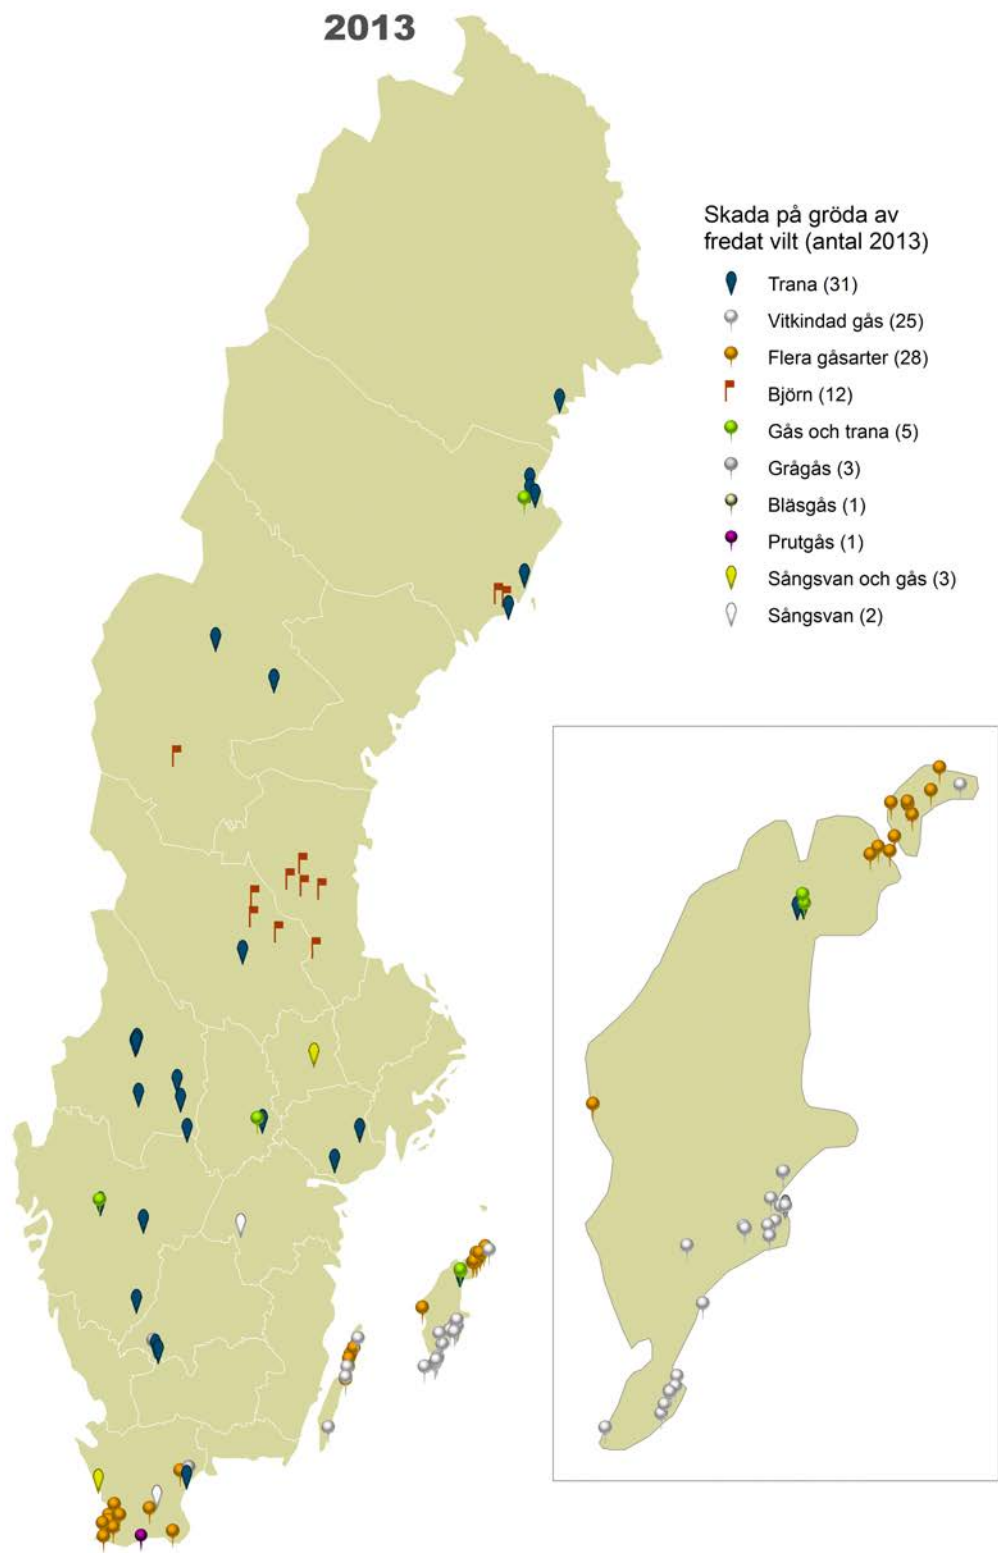 2013
Skada på gröda av
fredat vilt (antal 2013)
Trana (31)
Vitkindad gås (25)
Flera gåsarter (28)
Björn (12)
Gås och trana (5)
Grågås (3)
Bläsgås (1)
Prutgås (1)
Sångsvan och gås (3)
Sångsvan (2)